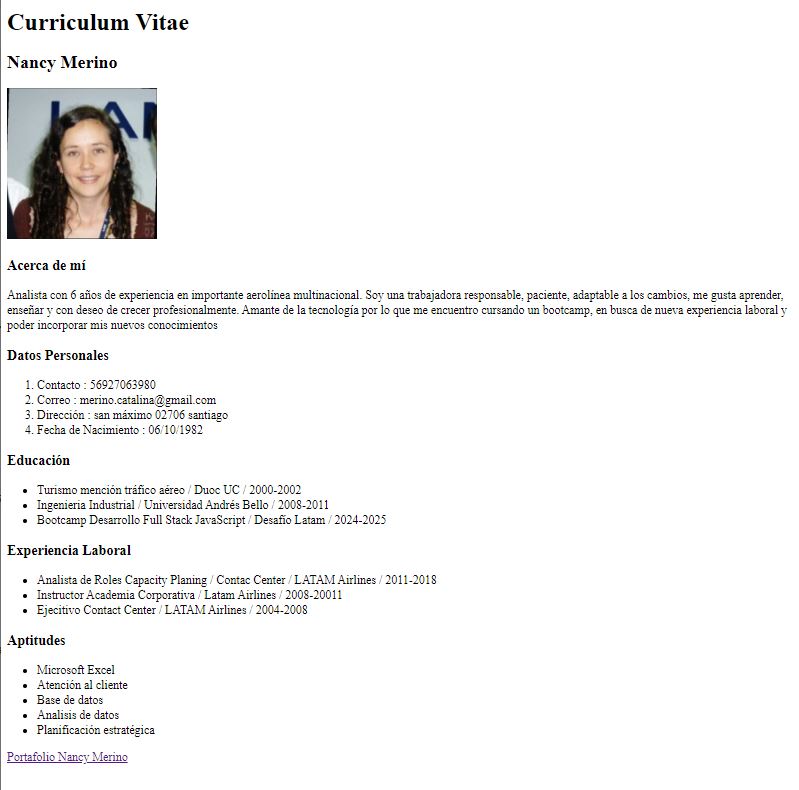 Curriculum Vitae
Nancy Merino
LAN
Acerca de mí
Analista con 6 años de experiencia en importante aerolínea multinacional. Soy una trabajadora responsable, paciente, adaptable a los cambios, me gusta aprender,
enseñar y con deseo de crecer profesionalmente. Amante de la tecnología por lo que me encuentro cursando un bootcamp, en busca de nueva experiencia laboral y
poder incorporar mis nuevos conocimientos
Datos Personales
1. Contacto : 56927063980
2. Correo : merino.catalina@gmail.com
3. Dirección : san máximo 02706 santiago
4. Fecha de Nacimiento : 06/10/1982
Educación
• Turismo mención tráfico aéreo / Duoc UC / 2000-2002
• Ingenieria Industrial / Universidad Andrés Bello / 2008-2011
• Bootcamp Desarrollo Full Stack JavaScript / Desafío Latam / 2024-2025
Experiencia Laboral
• Analista de Roles Capacity Planing / Contac Center / LATAM Airlines / 2011-2018
• Instructor Academia Corporativa / Latam Airlines / 2008-20011
• Ejecitivo Contact Center / LATAM Airlines / 2004-2008
Aptitudes
• Microsoft Excel
• Atención al cliente
• Base de datos
• Analisis de datos
• Planificación estratégica
Portafolio Nancy Merino